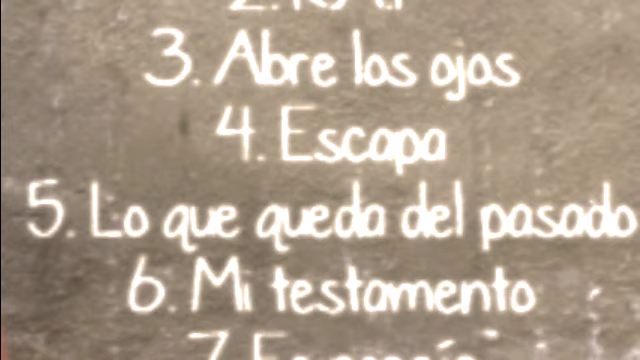 3. Abre los ojos
4. Escapa
5. Lo que queda del pasado
6. Mi testamento